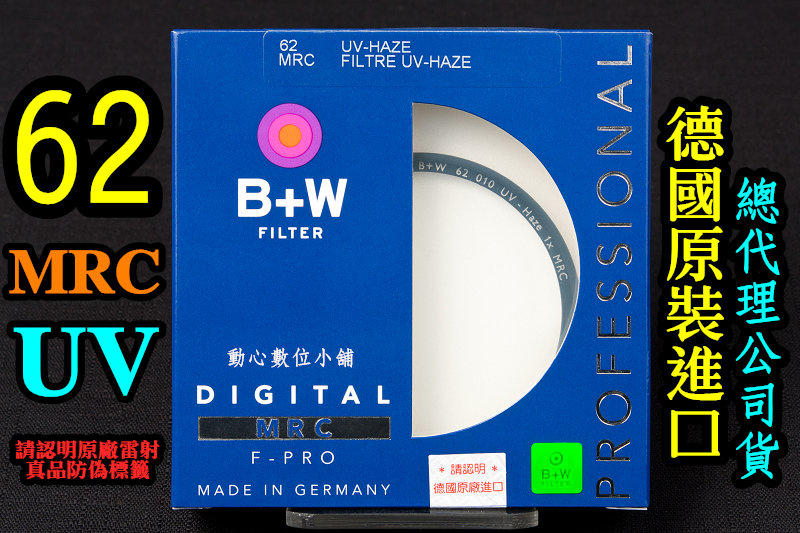 62
MRC
UV
請認明原廠雷射
真品防偽標籤
62 UV-HAZE
MRC FILTRE UV-HAZE
B+W
FILTER
B+W 62 010 UV-Haze 1x MRC
動心數位小舖
DIGITAL
MRC
F-PRO
MADE IN GERMANY
* 請認明 *
德國原廠進口
B+W
FILTER
PROFESSIONAL
德國原裝進口
總代理公司貨